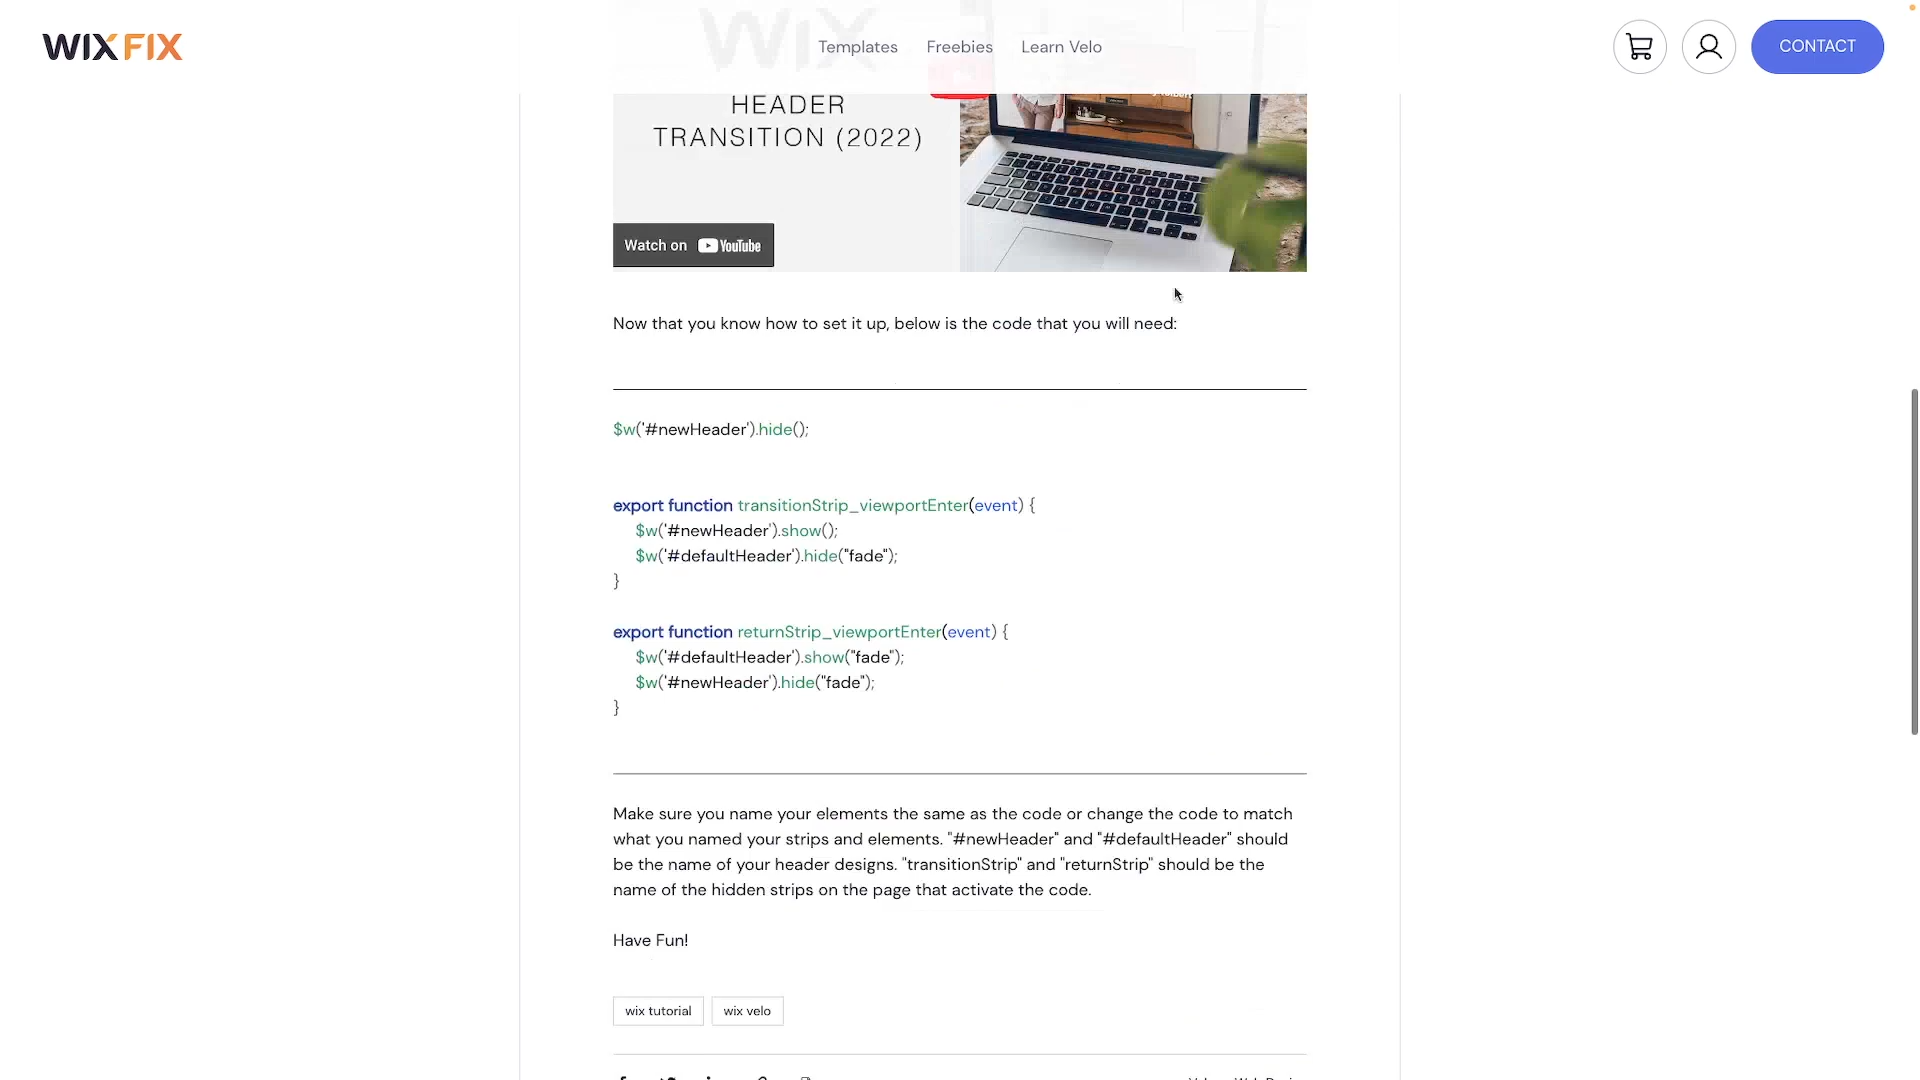 WIXFIX
Templates Freebies Learn Velo
CONTACT
WIX
HEADER
TRANSITION (2022)
Watch on YouTube
Now that you know how to set it up, below is the code that you will need:
$w('#newHeader').hide();
export function transitionStrip_viewportEnter(event) {
$w('#newHeader').show();
$w('#defaultHeader').hide("fade");
}
export function returnStrip_viewportEnter(event) {
$w('#defaultHeader').show("fade");
$w('#newHeader').hide("fade");
}
Make sure you name your elements the same as the code or change the code to match
what you named your strips and elements. "#newHeader" and "#defaultHeader" should
be the name of your header designs. "transitionStrip" and "returnStrip" should be the
name of the hidden strips on the page that activate the code.
Have Fun!
wix tutorial wix velo